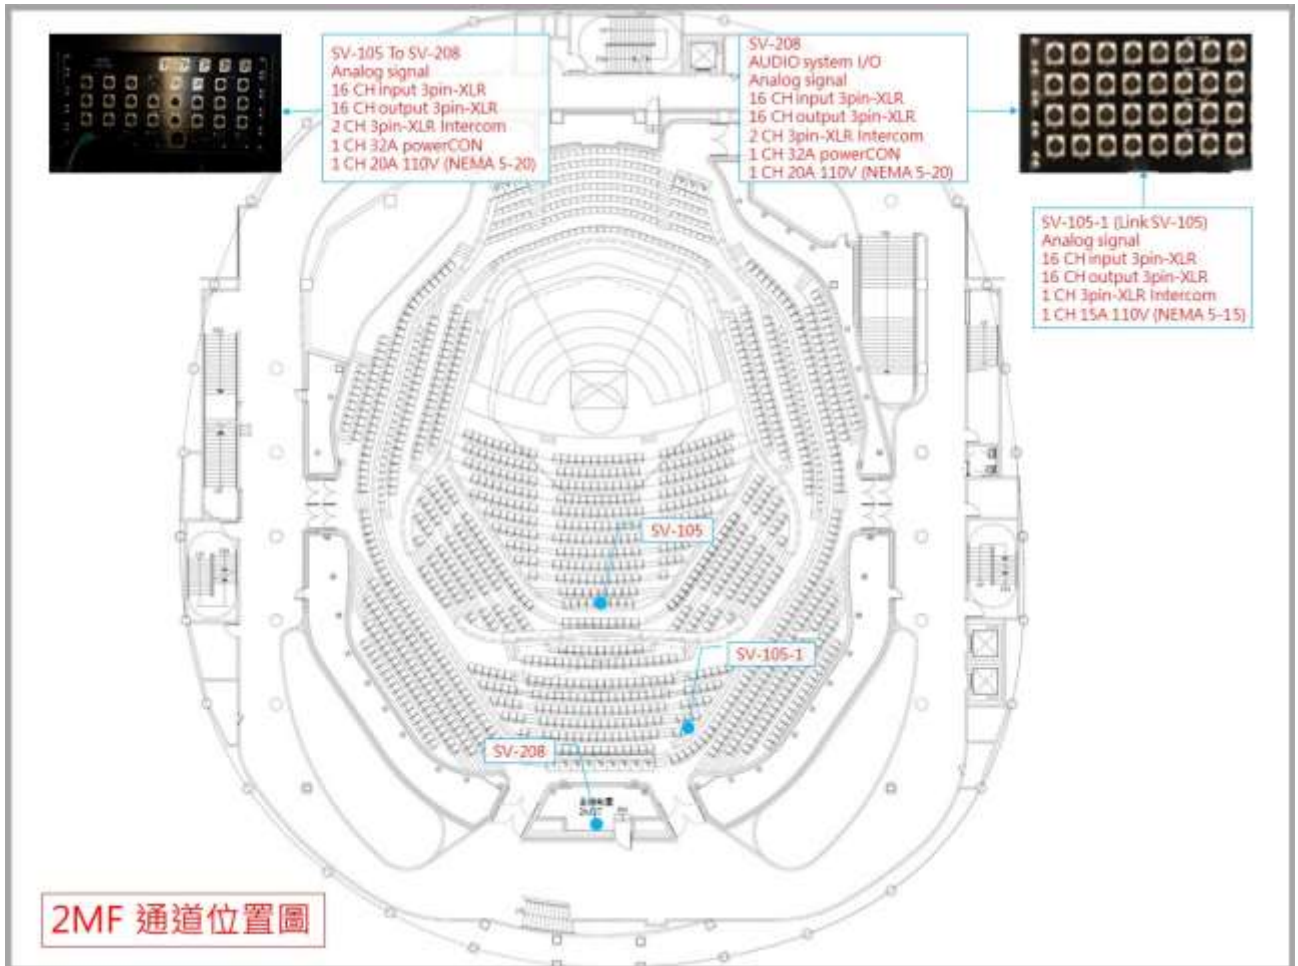 SV-105 To SV-208
Analog signal
16 CH input 3pin-XLR
16 CH output 3pin-XLR
2 CH 3pin-XLR Intercom
1 CH 32A powerCON
1 CH 20A 110V (NEMA 5-20)
SV-208
AUDIO system I/O
Analog signal
16 CH input 3pin-XLR
16 CH output 3pin-XLR
2 CH 3pin-XLR Intercom
1 CH 32A powerCON
1 CH 20A 110V (NEMA 5-20)
SV-105-1 (Link SV-105)
Analog signal
16 CH input 3pin-XLR
16 CH output 3pin-XLR
1 CH 3pin-XLR Intercom
1 CH 15A 110V (NEMA 5-15)
SV-105
SV-105-1
SV-208
2MF 通道位置圖